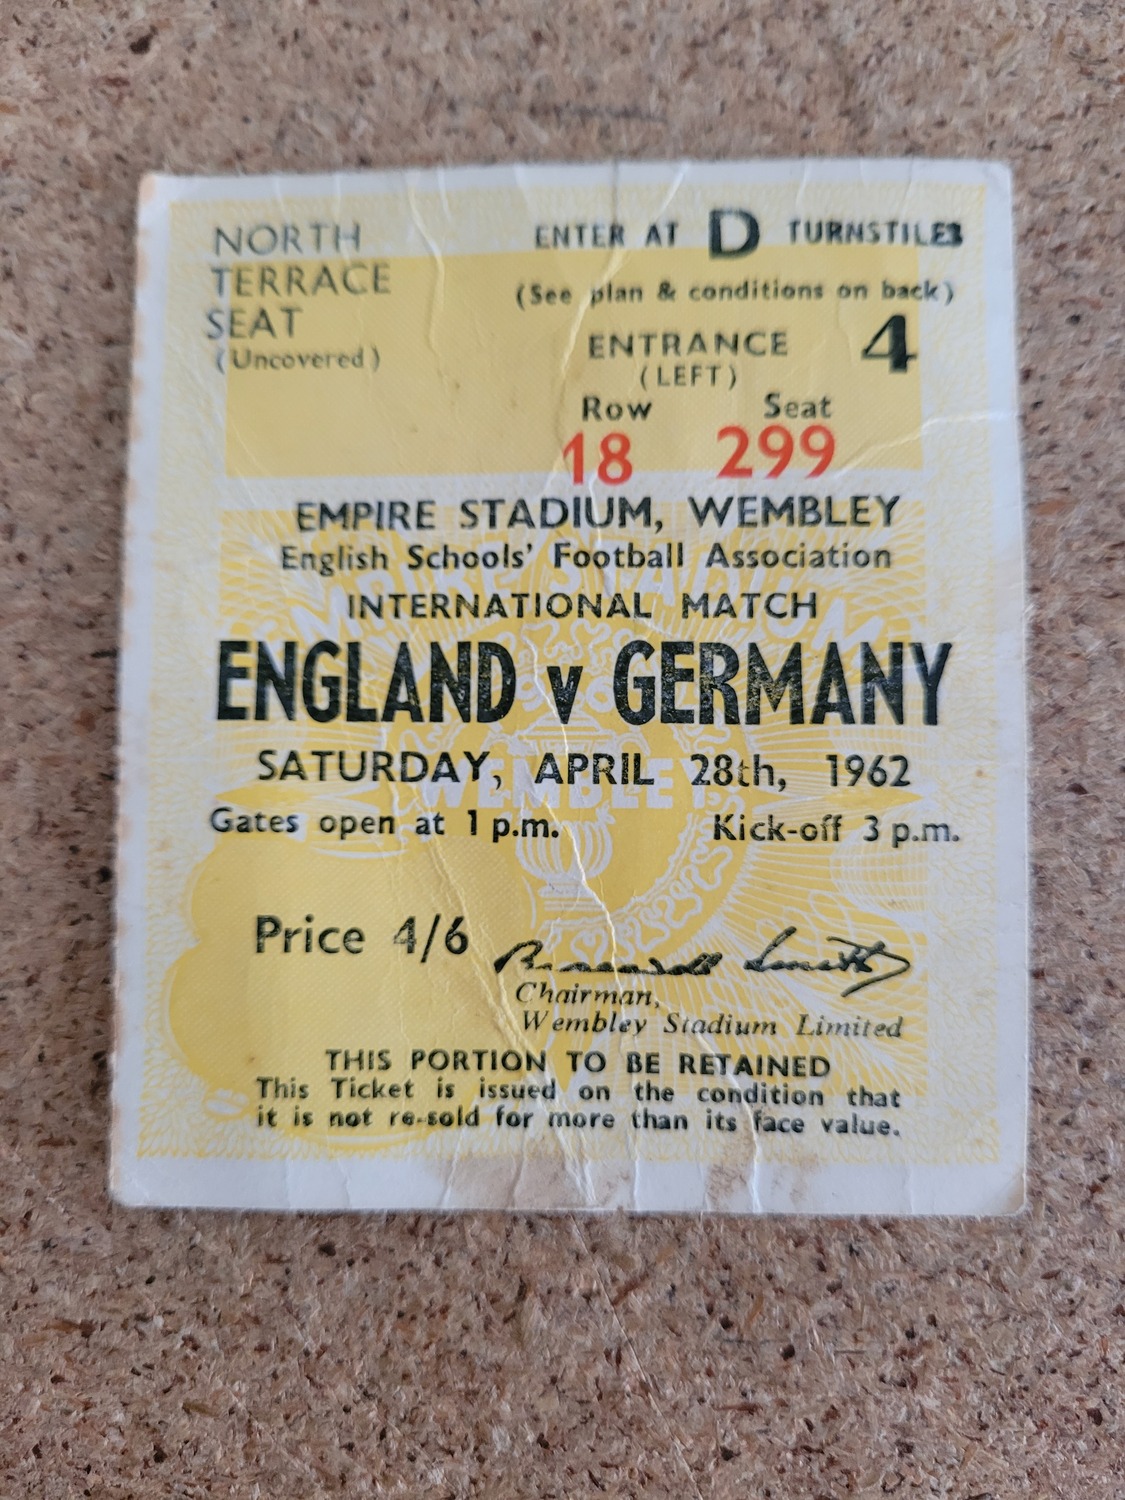 NORTH
TERRACE
SEAT
(Uncovered)
ENTER AT D TURNSTILES
(See plan & conditions on back)
ENTRANCE 4
(LEFT)
Row Seat
18 299
EMPIRE STADIUM, WEMBLEY
English Schools' Football Association
INTERNATIONAL MATCH
ENGLAND v GERMANY
SATURDAY, APRIL 28th, 1962
Gates open at 1 p.m. Kick-off 3 p.m.
EMPIRE STADIUM
WEMBLEY
Price 4/6
Chairman,
Wembley Stadium Limited
THIS PORTION TO BE RETAINED
This Ticket is issued on the condition that
it is not re-sold for more than its face value.